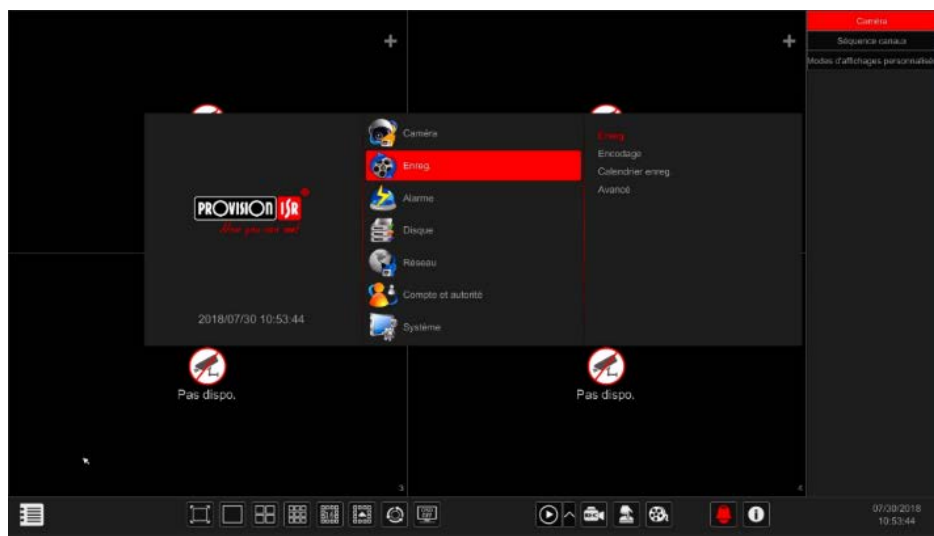 Caméra
Séquence canaux
Modes d'affichages personnalisé
Caméra
Enreg.
Alarme
Disque
Réseau
Compte et autorité
Système
Enreg.
Encodage
Calendrier enreg.
Avancé
PROVISION ISR
2018/07/30 10:53:44
Pas dispo.
Pas dispo.
3
4
REC
07/30/2018
10:53:44